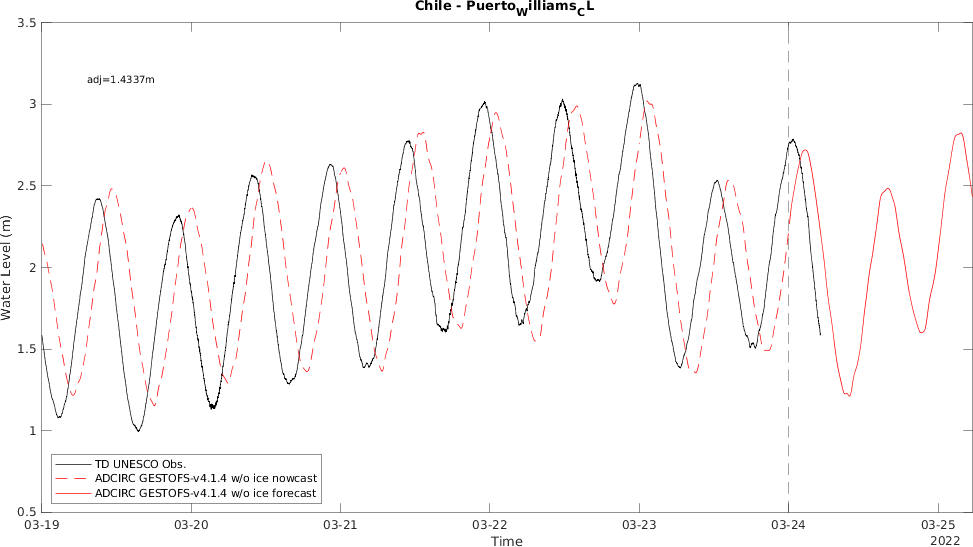 Chile - PuertoWilliamsCL
3.5
adj=1.4337m
3
2.5
2
1.5
1
0.5
Water Level (m)
TD UNESCO Obs.
ADCIRC GESTOFS-v4.1.4 w/o ice nowcast
ADCIRC GESTOFS-v4.1.4 w/o ice forecast
03-19 03-20 03-21 03-22 03-23 03-24 03-25
Time
2022